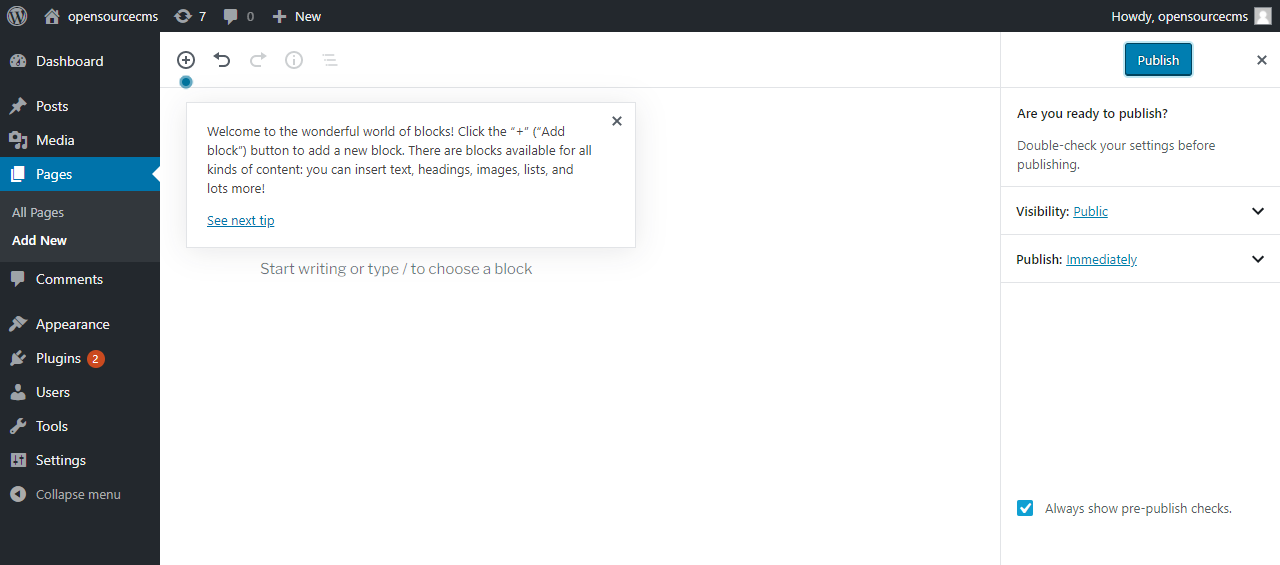 opensourcecms 7 0 New Howdy, opensourcecms
Dashboard
Posts
Media
Pages
All Pages
Add New
Comments
Appearance
Plugins 2
Users
Tools
Settings
Collapse menu
Welcome to the wonderful world of blocks! Click the “+” (“Add
block”) button to add a new block. There are blocks available for all
kinds of content: you can insert text, headings, images, lists, and
lots more!
See next tip
Start writing or type / to choose a block
Publish
Are you ready to publish?
Double-check your settings before
publishing.
Visibility: Public
Publish: Immediately
Always show pre-publish checks.